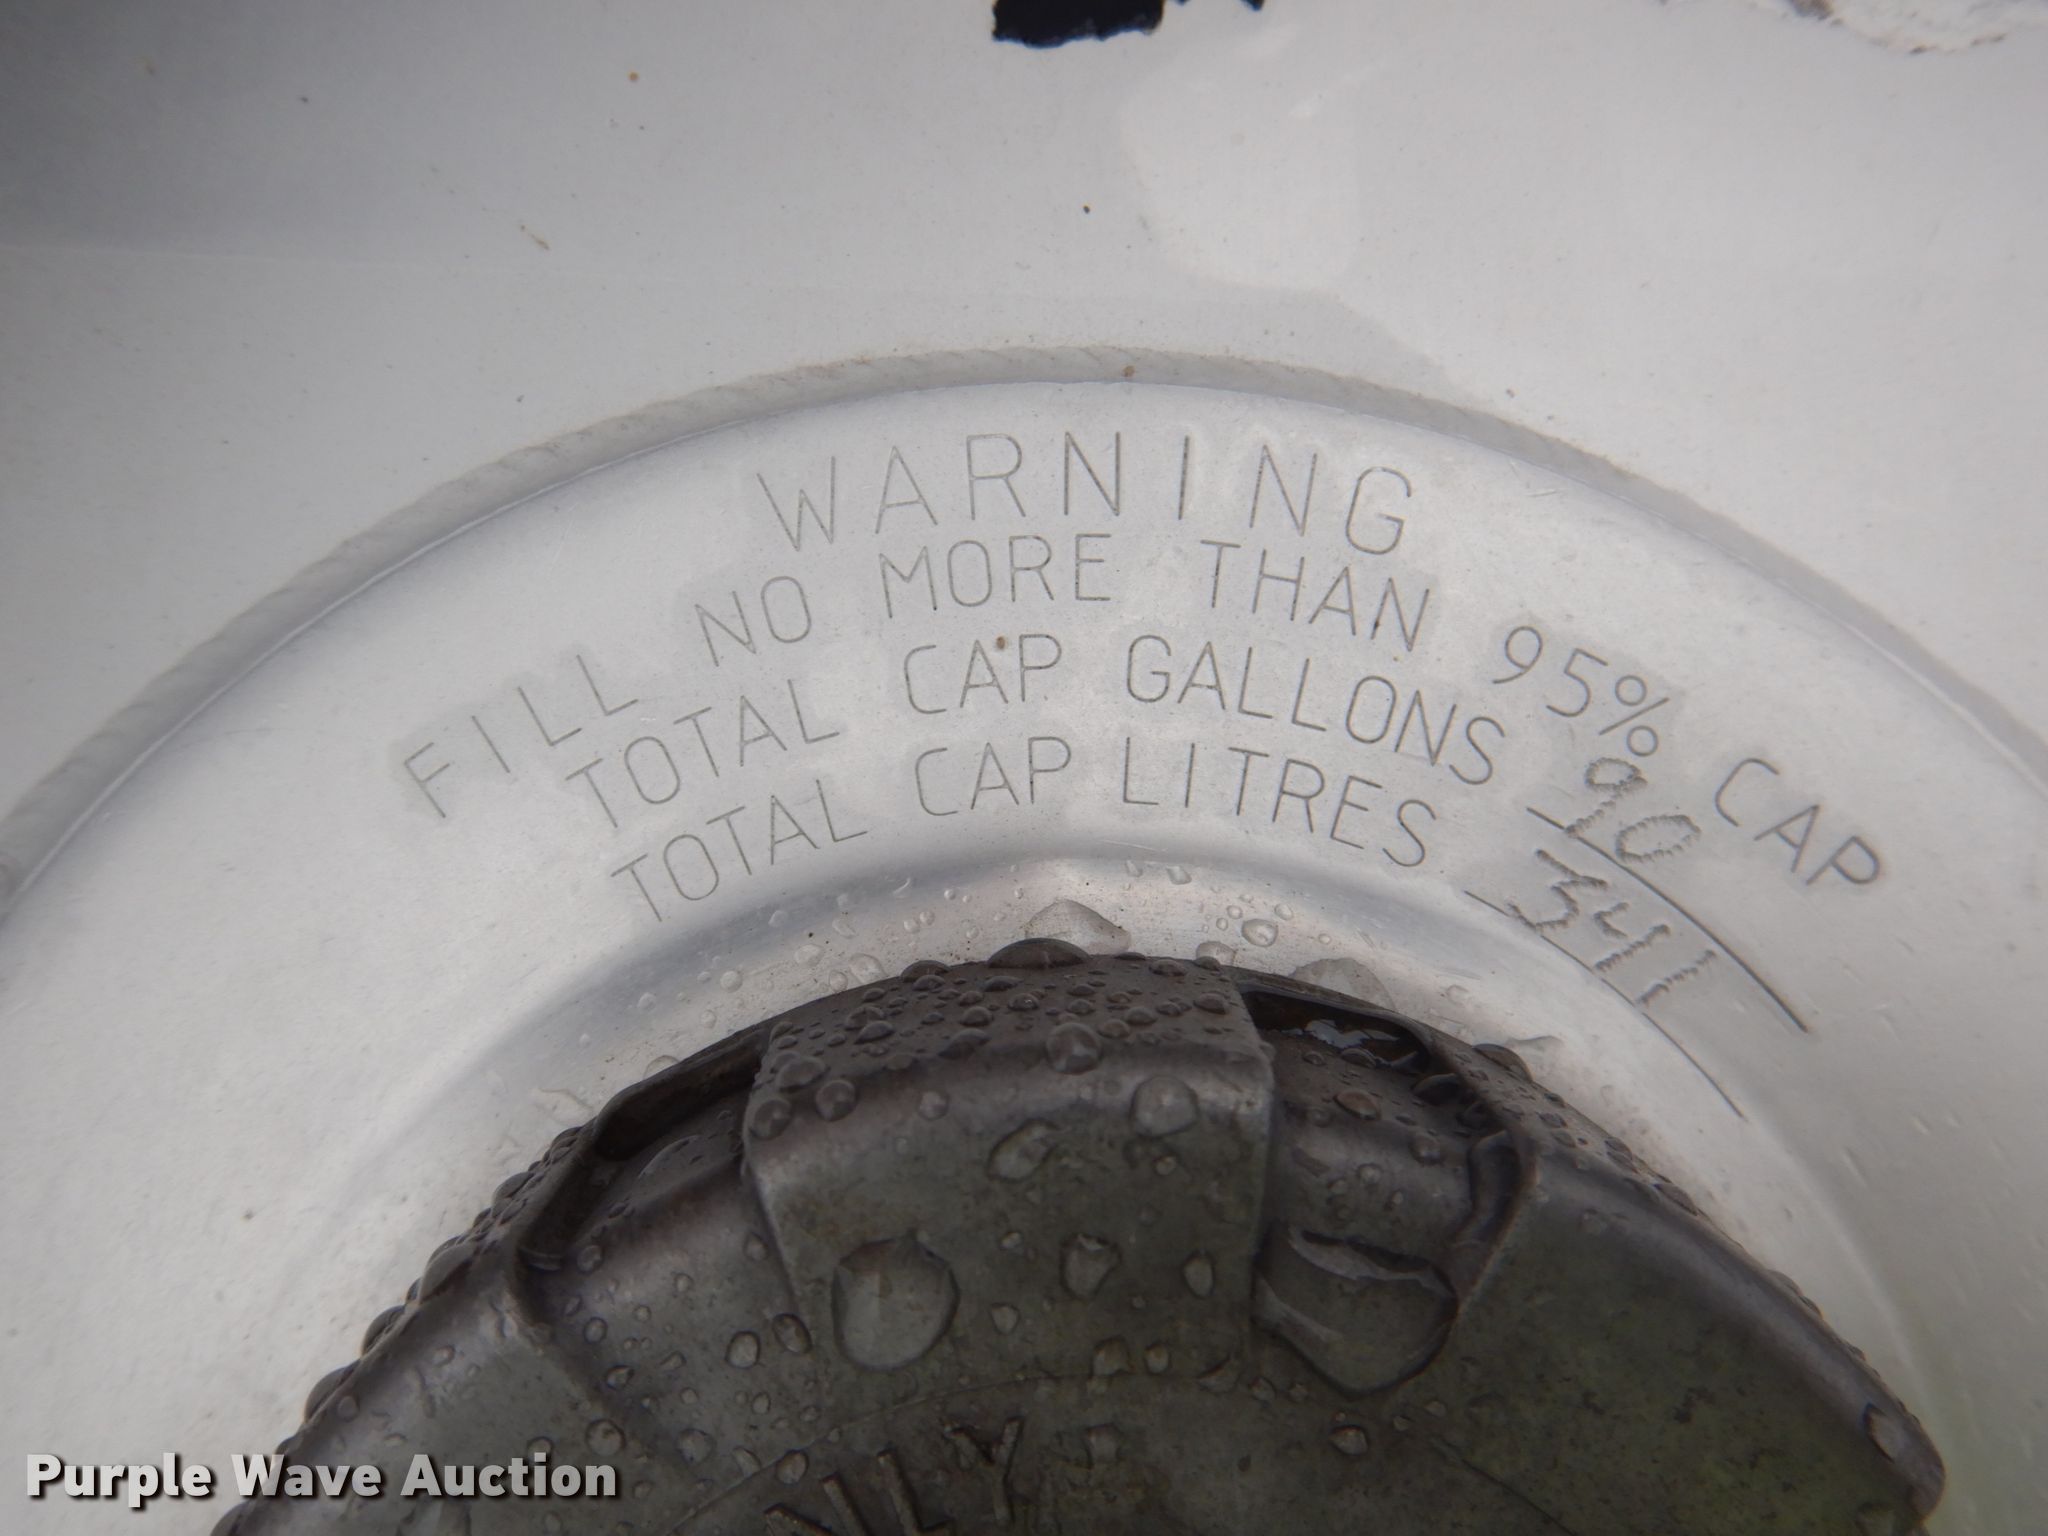 WARNING
FILL NO MORE THAN 95% CAP
TOTAL CAP GALLONS 90
TOTAL CAP LITRES 341
Purple Wave Auction